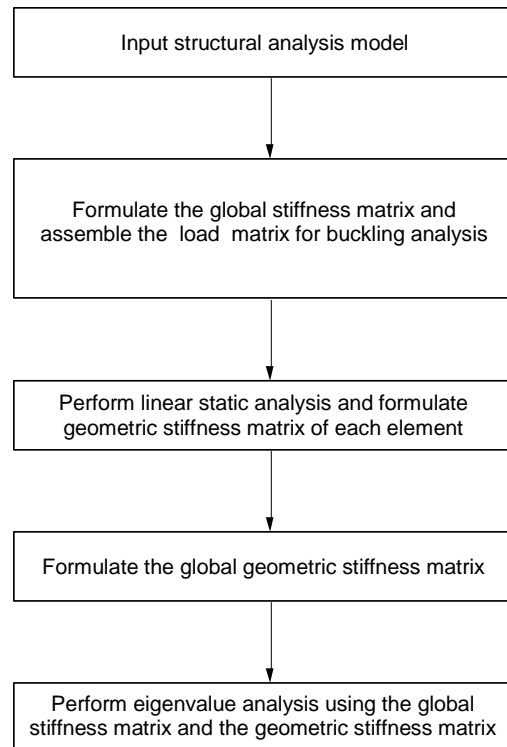 Input structural analysis model
Formulate the global stiffness matrix and
assemble the load matrix for buckling analysis
Perform linear static analysis and formulate
geometric stiffness matrix of each element
Formulate the global geometric stiffness matrix
Perform eigenvalue analysis using the global
stiffness matrix and the geometric stiffness matrix